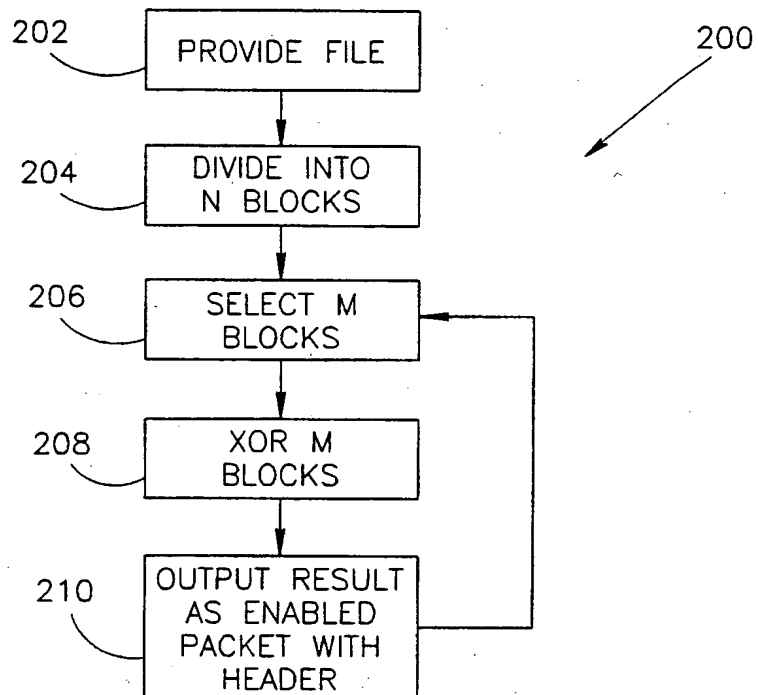 202
PROVIDE FILE
200
204
DIVIDE INTO
N BLOCKS
206
SELECT M
BLOCKS
208
XOR M
BLOCKS
210
OUTPUT RESULT
AS ENABLED
PACKET WITH
HEADER